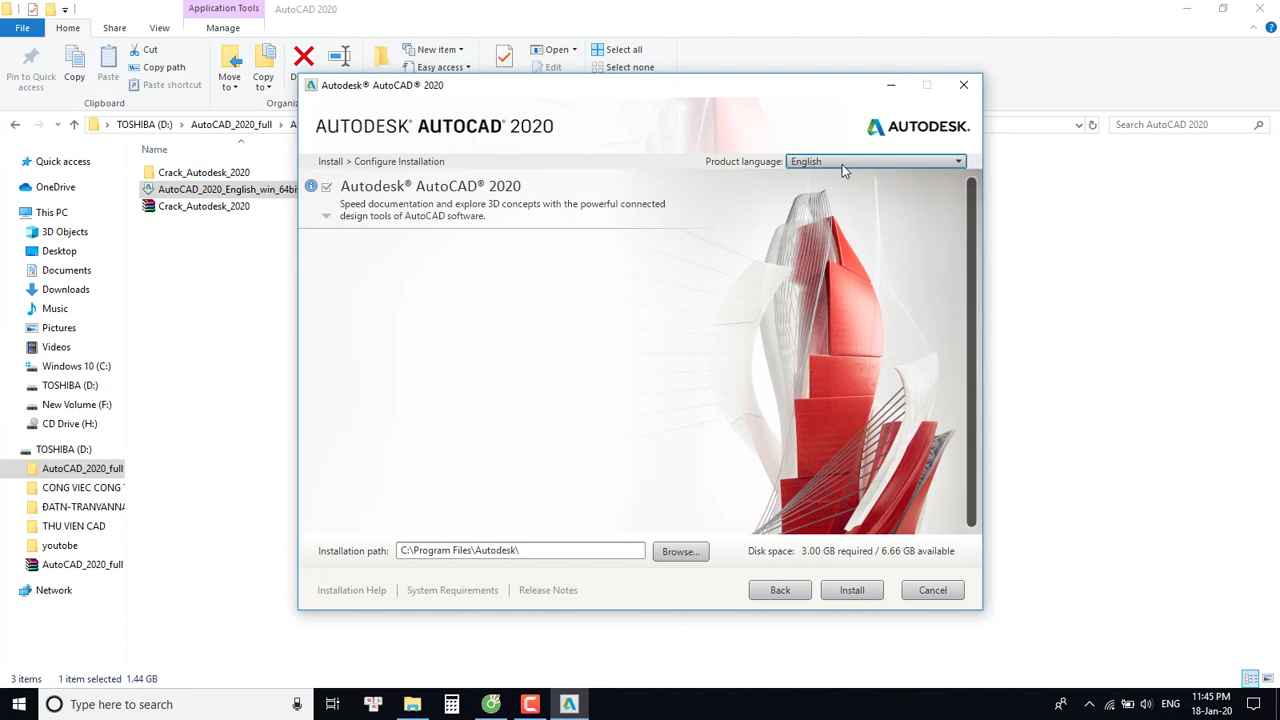 Application Tools
AutoCAD 2020
File
Home
Share
View
Manage
Pin to Quick access
Copy
Paste
Cut
Copy path
Paste shortcut
Clipboard
Move to
Copy to
Organi
New item
Easy access
Open
Edit
Select all
Select none
TOSHIBA (D:)
AutoCAD_2020_full
Search AutoCAD 2020
Name
Quick access
OneDrive
This PC
3D Objects
Desktop
Documents
Downloads
Music
Pictures
Videos
Windows 10 (C:)
TOSHIBA (D:)
New Volume (F:)
CD Drive (H:)
TOSHIBA (D:)
AutoCAD_2020_full
CONG VIEC CONG T
ĐATN-TRANVANNA
THU VIEN CAD
youtube
AutoCAD_2020_full
Network
Crack_Autodesk_2020
AutoCAD_2020_English_win_64bit
Crack_Autodesk_2020
Autodesk® AutoCAD® 2020
AUTODESK® AUTOCAD® 2020
AUTODESK.
Install > Configure Installation
Product language:
English
Autodesk® AutoCAD® 2020
Speed documentation and explore 3D concepts with the powerful connected
design tools of AutoCAD software.
Installation path:
C:\Program Files\Autodesk\
Browse...
Disk space: 3.00 GB required / 6.66 GB available
Installation Help
System Requirements
Release Notes
Back
Install
Cancel
3 items
1 item selected 1.44 GB
Type here to search
ENG
11:45 PM
18-Jan-20